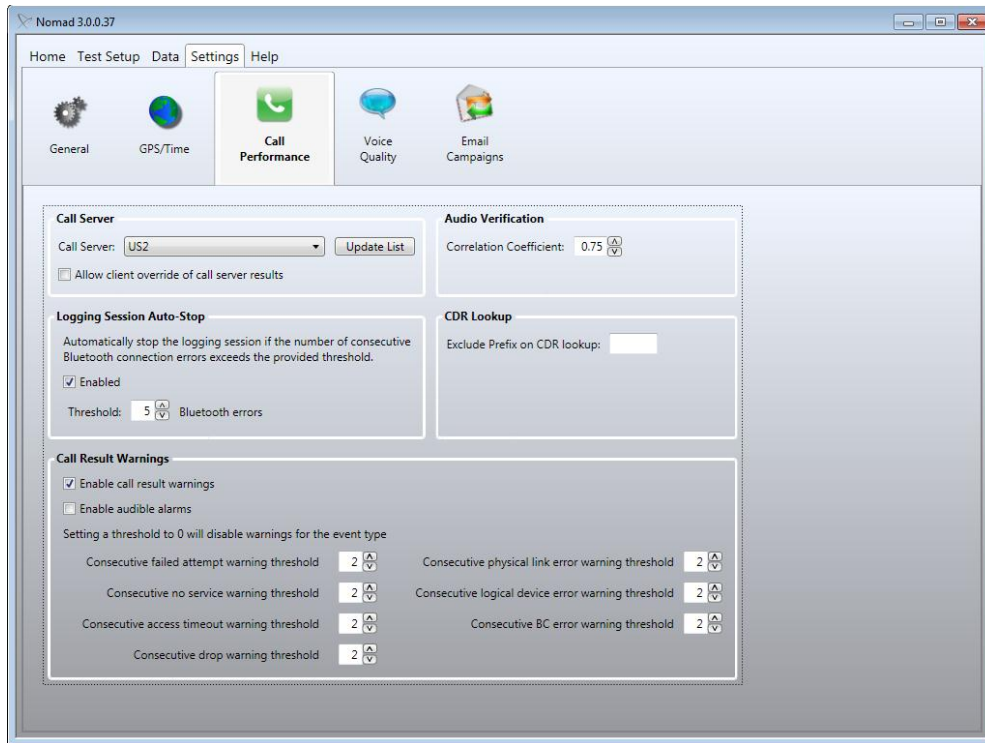 Nomad 3.0.0.37
Home Test Setup Data Settings Help
General
GPS/Time
Call
Performance
Voice
Quality
Email
Campaigns
Call Server
Call Server: US2 Update List
Allow client override of call server results
Audio Verification
Correlation Coefficient: 0.75
Logging Session Auto-Stop
Automatically stop the logging session if the number of consecutive
Bluetooth connection errors exceeds the provided threshold.
Enabled
Threshold: 5 Bluetooth errors
CDR Lookup
Exclude Prefix on CDR lookup:
Call Result Warnings
Enable call result warnings
Enable audible alarms
Setting a threshold to 0 will disable warnings for the event type
Consecutive failed attempt warning threshold 2
Consecutive physical link error warning threshold 2
Consecutive no service warning threshold 2
Consecutive logical device error warning threshold 2
Consecutive access timeout warning threshold 2
Consecutive BC error warning threshold 2
Consecutive drop warning threshold 2